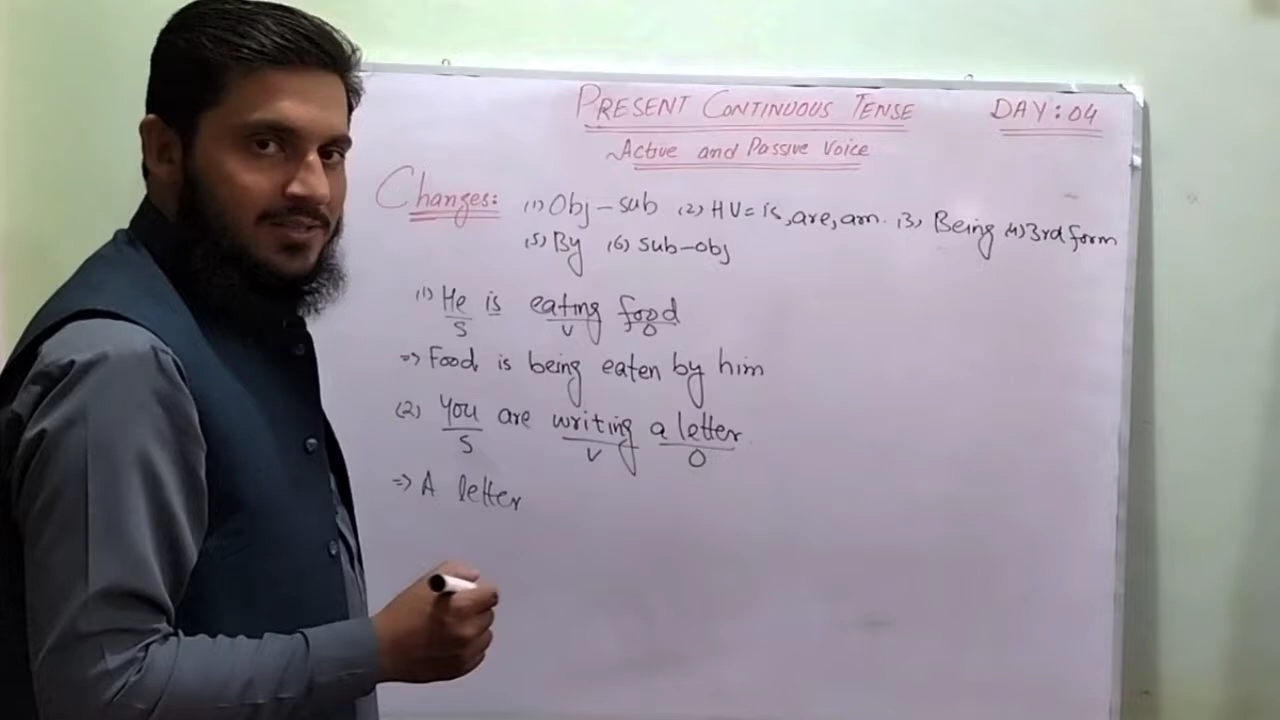 PRESENT CONTINUOUS TENSE DAY: 04
Active and Passive Voice
Changes: (1) Obj - sub (2) HV = is, are, am. (3) Being (4) 3rd form
(5) By (6) Sub - obj
(1) He is eating food
S V O
=> Food is being eaten by him
(2) You are writing a letter
S V O
=> A letter